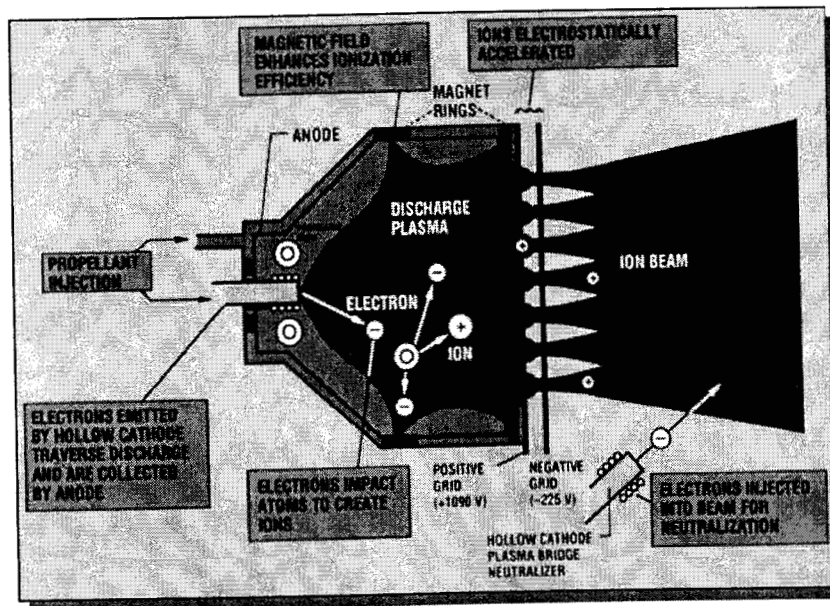 MAGNETIC FIELD
ENHANCES IONIZATION
EFFICIENCY
IONS ELECTROSTATICALLY
ACCELERATED
MAGNET
RINGS
ANODE
DISCHARGE
PLASMA
PROPELLANT
INJECTION
ION BEAM
ELECTRON
ION
ELECTRONS EMITTED
BY HOLLOW CATHODE
TRAVERSE DISCHARGE
AND ARE COLLECTED
BY ANODE
ELECTRONS IMPACT
ATOMS TO CREATE
IONS
POSITIVE
GRID
(+1090 V)
NEGATIVE
GRID
(-225 V)
HOLLOW CATHODE
PLASMA BRIDGE
NEUTRALIZER
ELECTRONS INJECTED
INTO BEAM FOR
NEUTRALIZATION